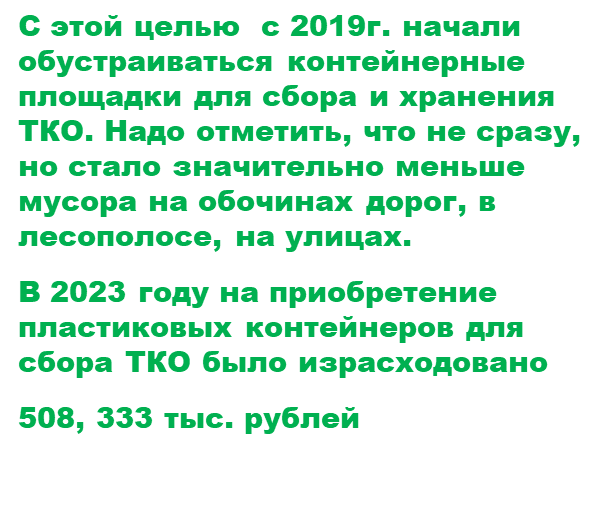 С этой целью  с 2019г. начали
обустраиваться контейнерные
площадки для сбора и хранения
ТКО. Надо отметить, что не сразу,
но стало значительно меньше
мусора на обочинах дорог, в
лесополосе, на улицах.
В 2023 году на приобретение
пластиковых контейнеров для
сбора ТКО было израсходовано
508, 333 тыс. рублей